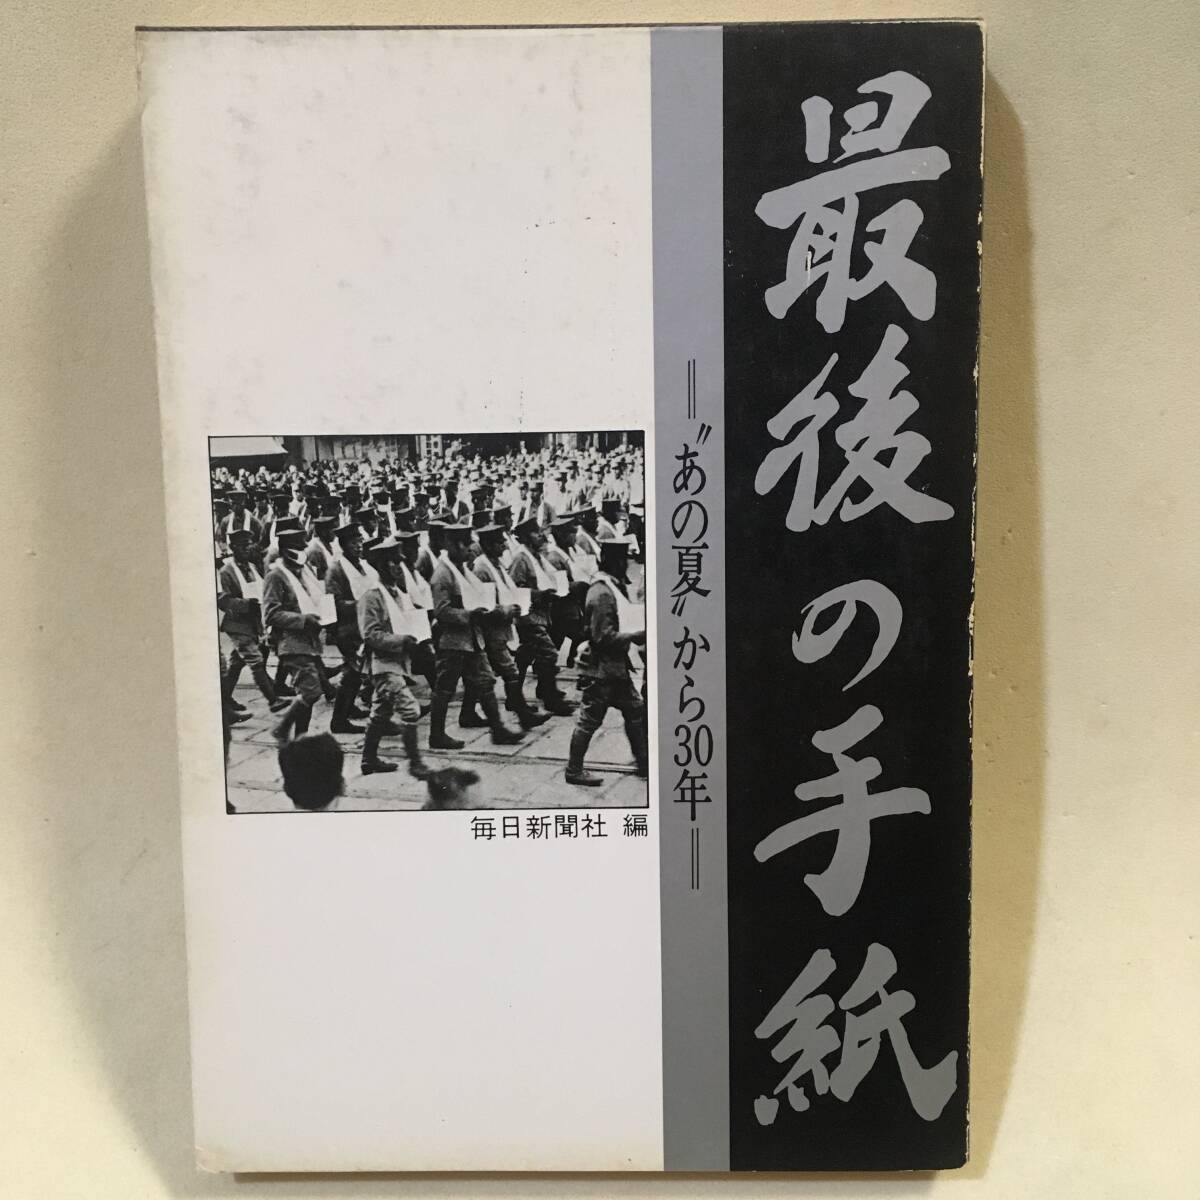 最後の手紙
＝〝あの夏〟から30年＝
毎日新聞社 編